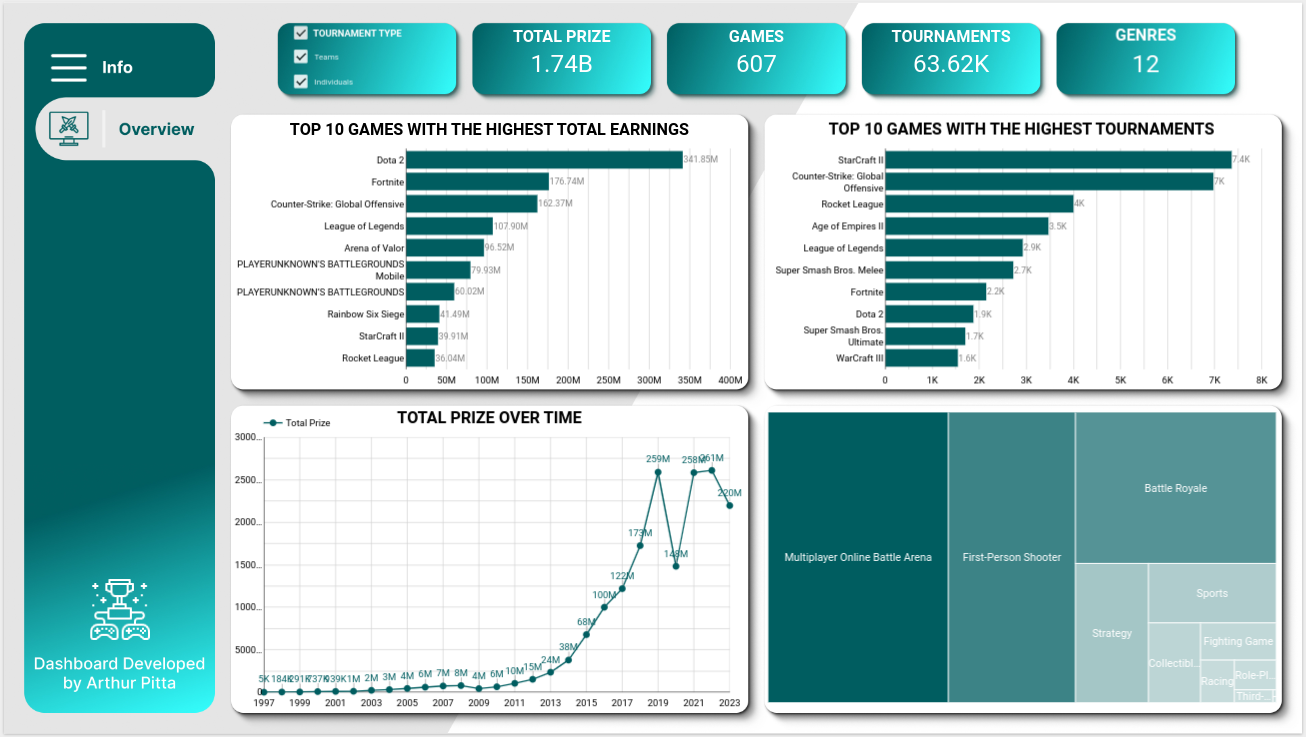 Info
Overview
Dashboard Developed
by Arthur Pitta
TOURNAMENT TYPE
Teams
Individuals
TOTAL PRIZE
1.74B
GAMES
607
TOURNAMENTS
63.62K
GENRES
12
TOP 10 GAMES WITH THE HIGHEST TOTAL EARNINGS
Dota 2
341.85M
Fortnite
176.74M
Counter-Strike: Global Offensive
162.37M
League of Legends
107.90M
Arena of Valor
96.52M
PLAYERUNKNOWN'S BATTLEGROUNDS
Mobile
79.93M
PLAYERUNKNOWN'S BATTLEGROUNDS
60.02M
Rainbow Six Siege
41.49M
StarCraft II
39.91M
Rocket League
36.04M
0 50M 100M 150M 200M 250M 300M 350M 400M
TOP 10 GAMES WITH THE HIGHEST TOURNAMENTS
StarCraft II
7.4K
Counter-Strike: Global
Offensive
7K
Rocket League
4K
Age of Empires II
3.5K
League of Legends
2.9K
Super Smash Bros. Melee
2.7K
Fortnite
2.2K
Dota 2
1.9K
Super Smash Bros.
Ultimate
1.7K
WarCraft III
1.6K
0 1K 2K 3K 4K 5K 6K 7K 8K
TOTAL PRIZE OVER TIME
Total Prize
3000...
2500...
2000...
1500...
1000...
5000...
0
5K 184K 291K 737K 939K 1M 2M 3M 4M 6M 7M 8M 4M 6M 10M 15M 24M 38M 68M 100M 122M 173M 259M 148M 258M 261M 220M
1997 1999 2001 2003 2005 2007 2009 2011 2013 2015 2017 2019 2021 2023
Multiplayer Online Battle Arena
First-Person Shooter
Battle Royale
Strategy
Sports
Collectibl...
Fighting Game
Racing
Role-Pl...
Third-...